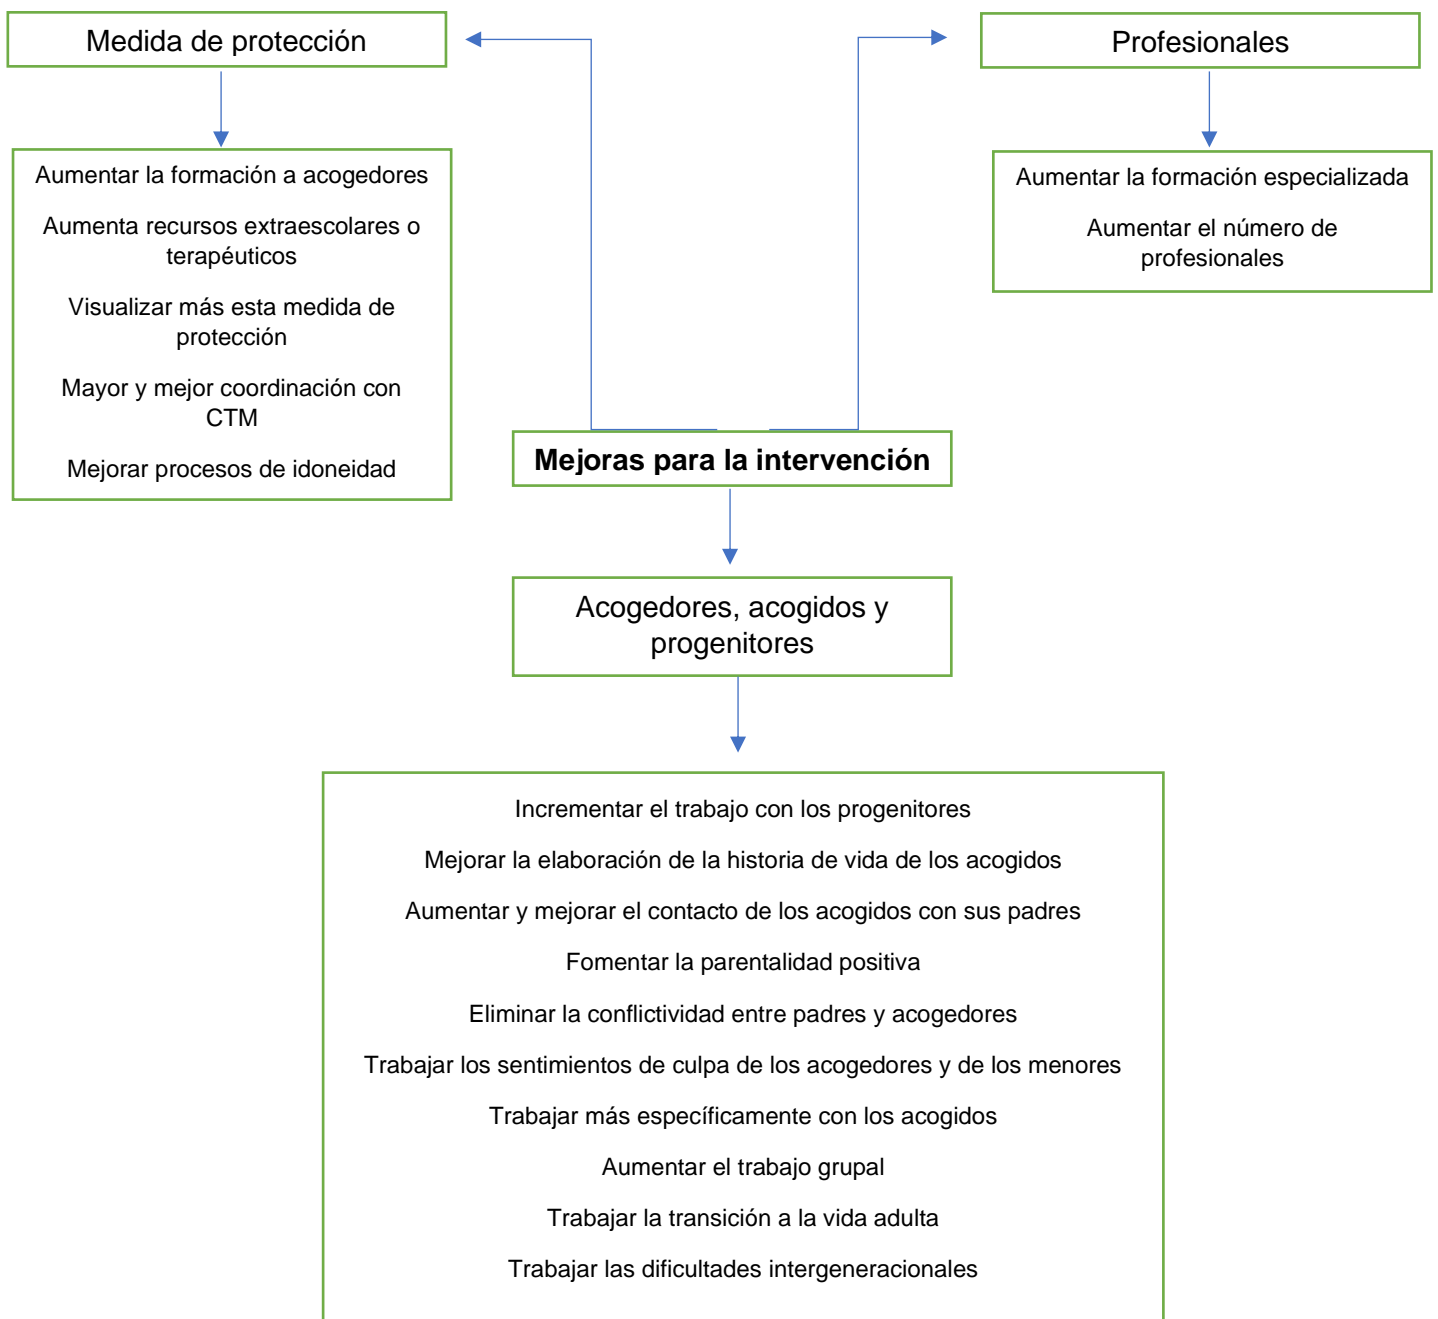 Medida de protección
Profesionales
Aumentar la formación a acogedores
Aumenta recursos extraescolares o
terapéuticos
Visualizar más esta medida de
protección
Mayor y mejor coordinación con
CTM
Mejorar procesos de idoneidad
Aumentar la formación especializada
Aumentar el número de
profesionales
Mejoras para la intervención
Acogedores, acogidos y
progenitores
Incrementar el trabajo con los progenitores
Mejorar la elaboración de la historia de vida de los acogidos
Aumentar y mejorar el contacto de los acogidos con sus padres
Fomentar la parentalidad positiva
Eliminar la conflictividad entre padres y acogedores
Trabajar los sentimientos de culpa de los acogedores y de los menores
Trabajar más específicamente con los acogidos
Aumentar el trabajo grupal
Trabajar la transición a la vida adulta
Trabajar las dificultades intergeneracionales